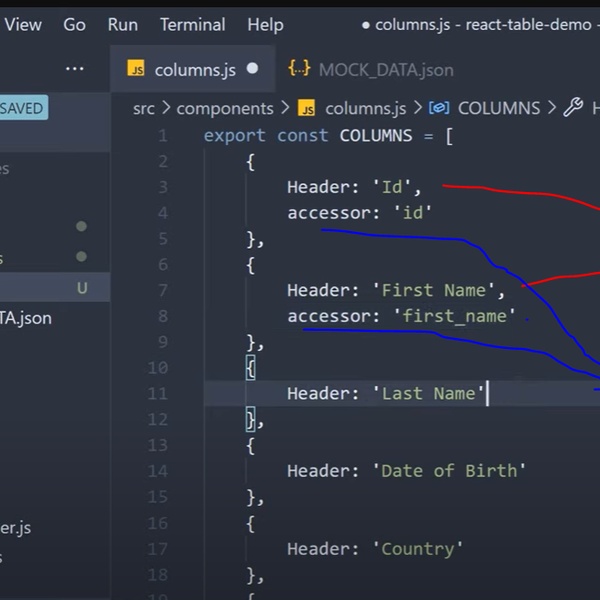 View Go Run Terminal Help ● columns.js - react-table-demo -
... JS columns.js ● {..} MOCK_DATA.json
SAVED
src > components > JS columns.js > COLUMNS > H
1 export const COLUMNS = [
2 {
3 Header: 'Id',
4 accessor: 'id'
5 },
6 {
7 Header: 'First Name',
8 accessor: 'first_name'
9 },
10 {
11 Header: 'Last Name'
12 },
13 {
14 Header: 'Date of Birth'
15 },
16 {
17 Header: 'Country'
18 },
19 {
es
s
U
TA.json
er.js
s